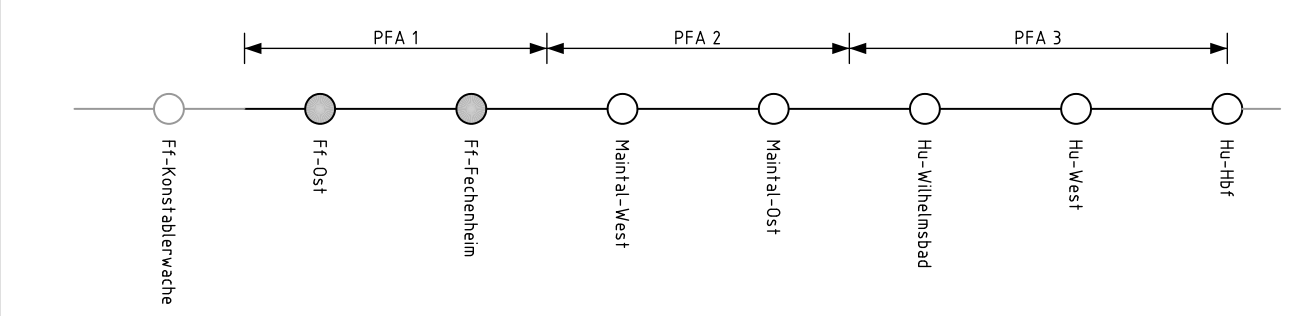 PFA 1
PFA 2
PFA 3
Ff-Konstablerwache
Ff-Ost
Ff-Fechenheim
Maintal-West
Maintal-Ost
Hu-Wilhelmsbad
Hu-West
Hu-Hbf